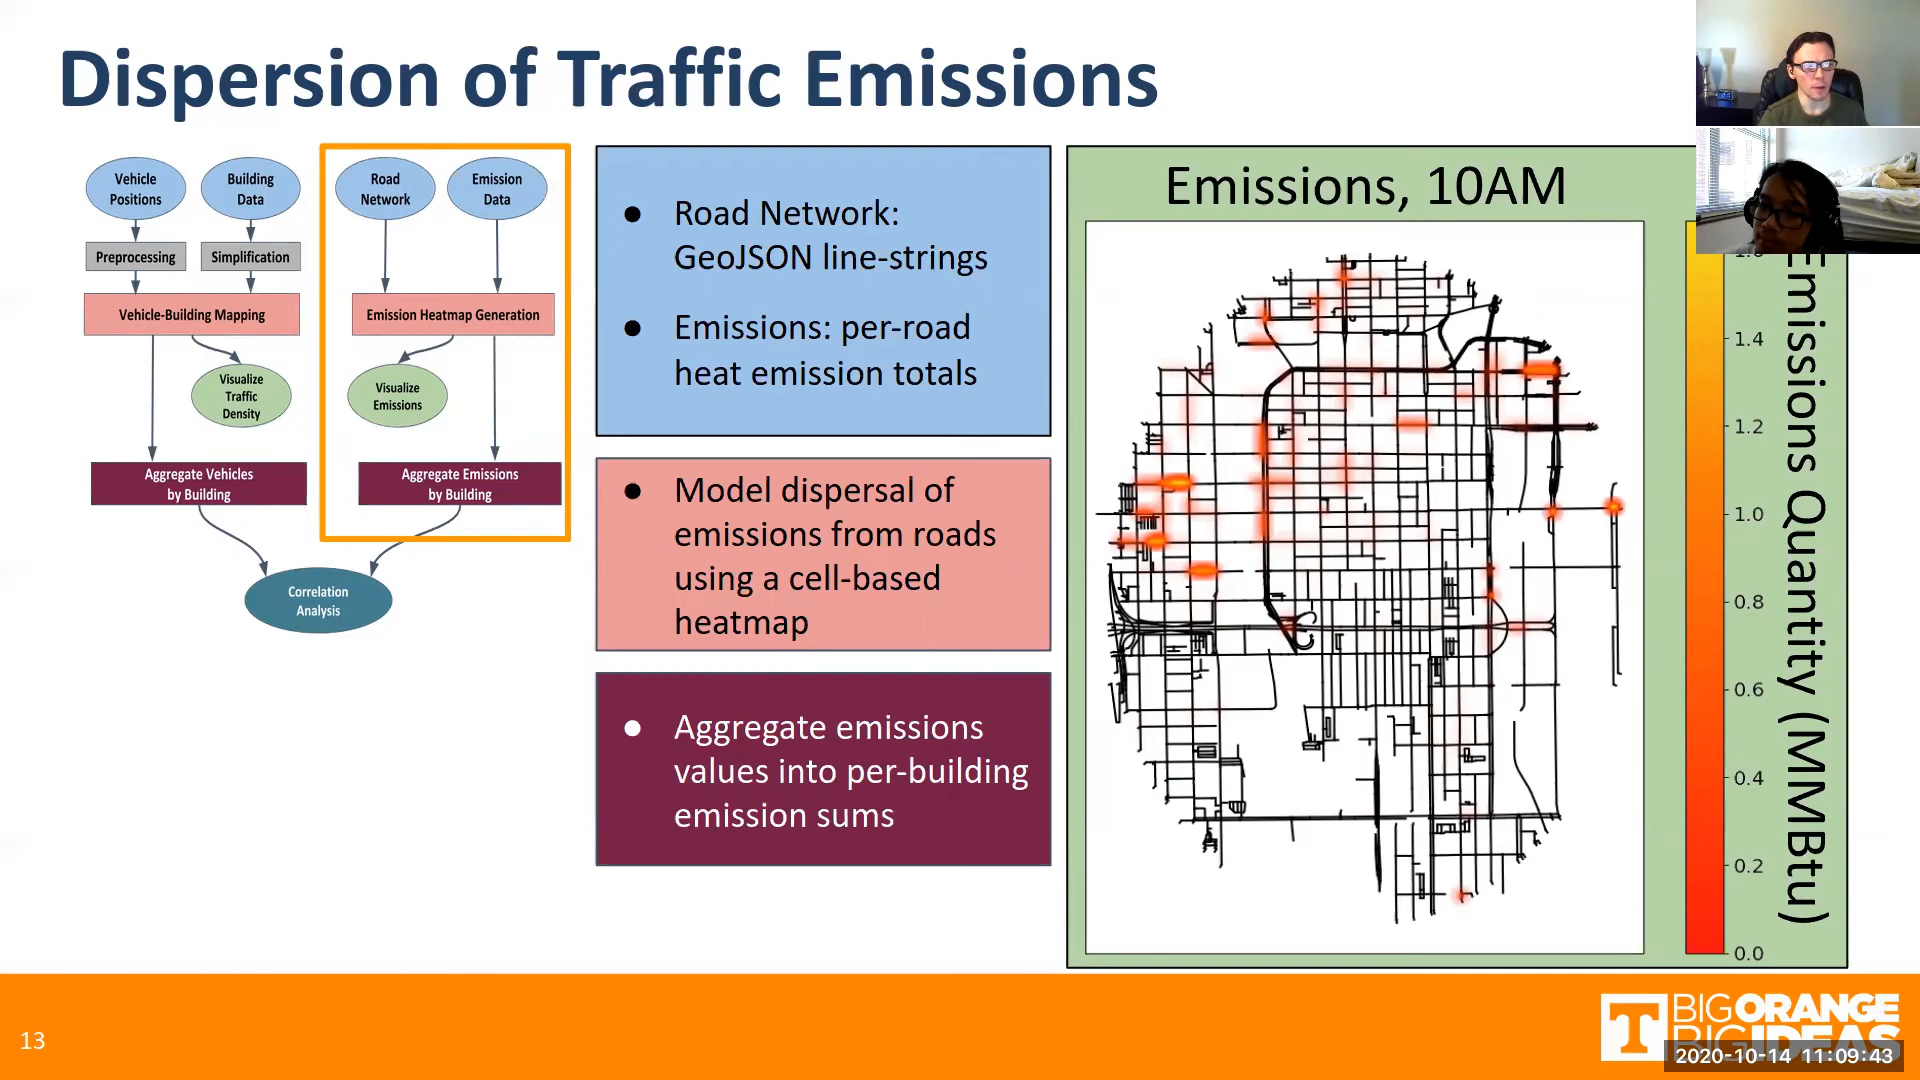 Dispersion of Traffic Emissions
Vehicle
Positions
Building
Data
Road
Network
Emission
Data
Preprocessing
Simplification
Vehicle-Building Mapping
Emission Heatmap Generation
Visualize
Traffic
Density
Visualize
Emissions
Aggregate Vehicles
by Building
Aggregate Emissions
by Building
Correlation
Analysis
● Road Network:
GeoJSON line-strings
● Emissions: per-road
heat emission totals
● Model dispersal of
emissions from roads
using a cell-based
heatmap
● Aggregate emissions
values into per-building
emission sums
Emissions, 10AM
1.4
1.2
1.0
0.8
0.6
0.4
0.2
0.0
Emissions Quantity (MMBtu)
13
T
BIG ORANGE
BIG IDEAS
2020-10-14 11:09:43